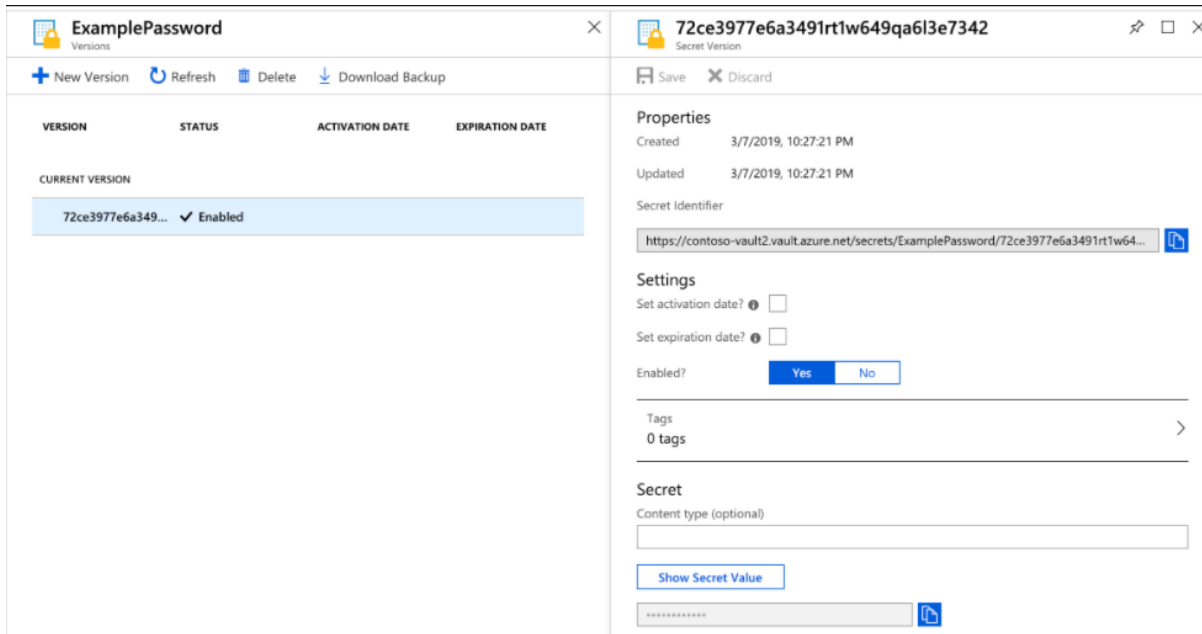 ExamplePassword
Versions
New Version Refresh Delete Download Backup
VERSION STATUS ACTIVATION DATE EXPIRATION DATE
CURRENT VERSION
72ce3977e6a349... Enabled
72ce3977e6a3491rt1w649qa6l3e7342
Secret Version
Save Discard
Properties
Created 3/7/2019, 10:27:21 PM
Updated 3/7/2019, 10:27:21 PM
Secret Identifier
https://contoso-vault2.vault.azure.net/secrets/ExamplePassword/72ce3977e6a3491rt1w64...
Settings
Set activation date?
Set expiration date?
Enabled? Yes No
Tags
0 tags
Secret
Content type (optional)
Show Secret Value
••••••••••••